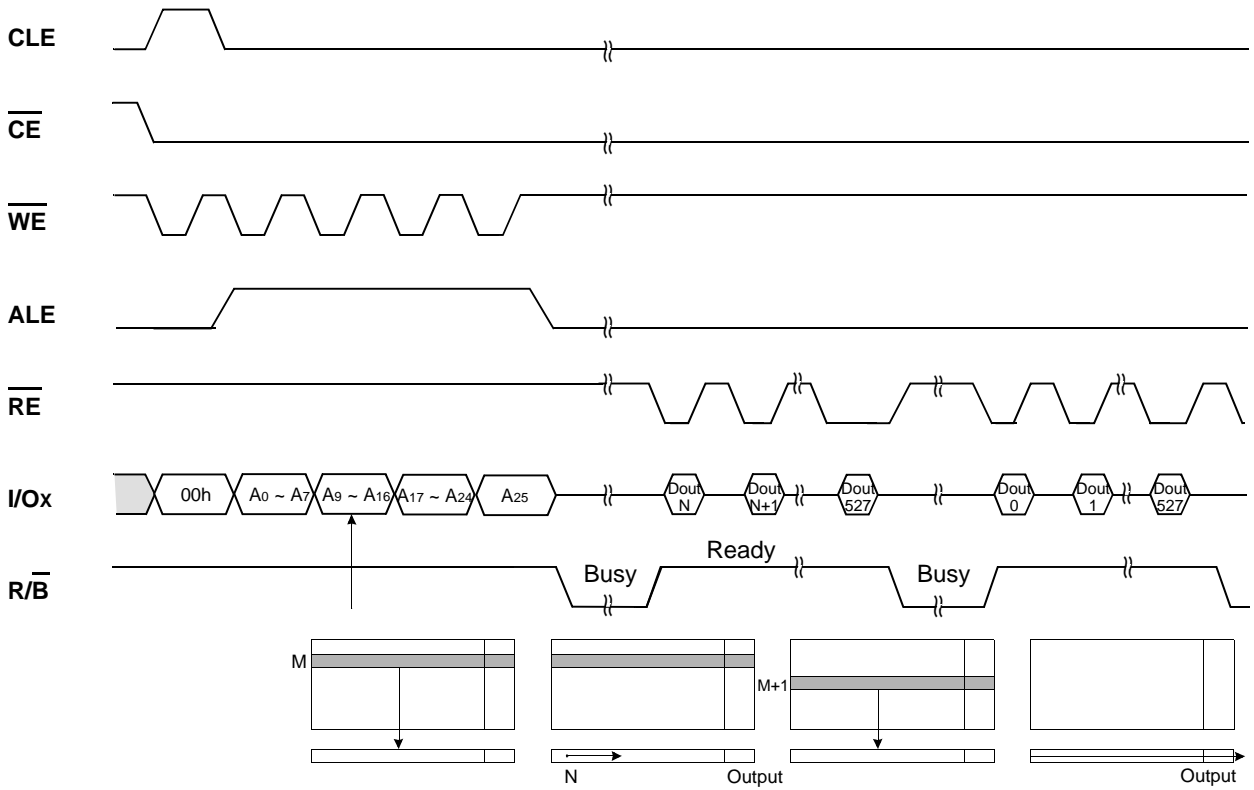 CLE
CE
WE
ALE
RE
I/Ox
00h
A0 ~ A7
A9 ~ A16
A17 ~ A24
A25
Dout
N
Dout
N+1
Dout
527
Dout
0
Dout
1
Dout
527
R/B
Busy
Ready
Busy
M
M+1
N
Output
Output